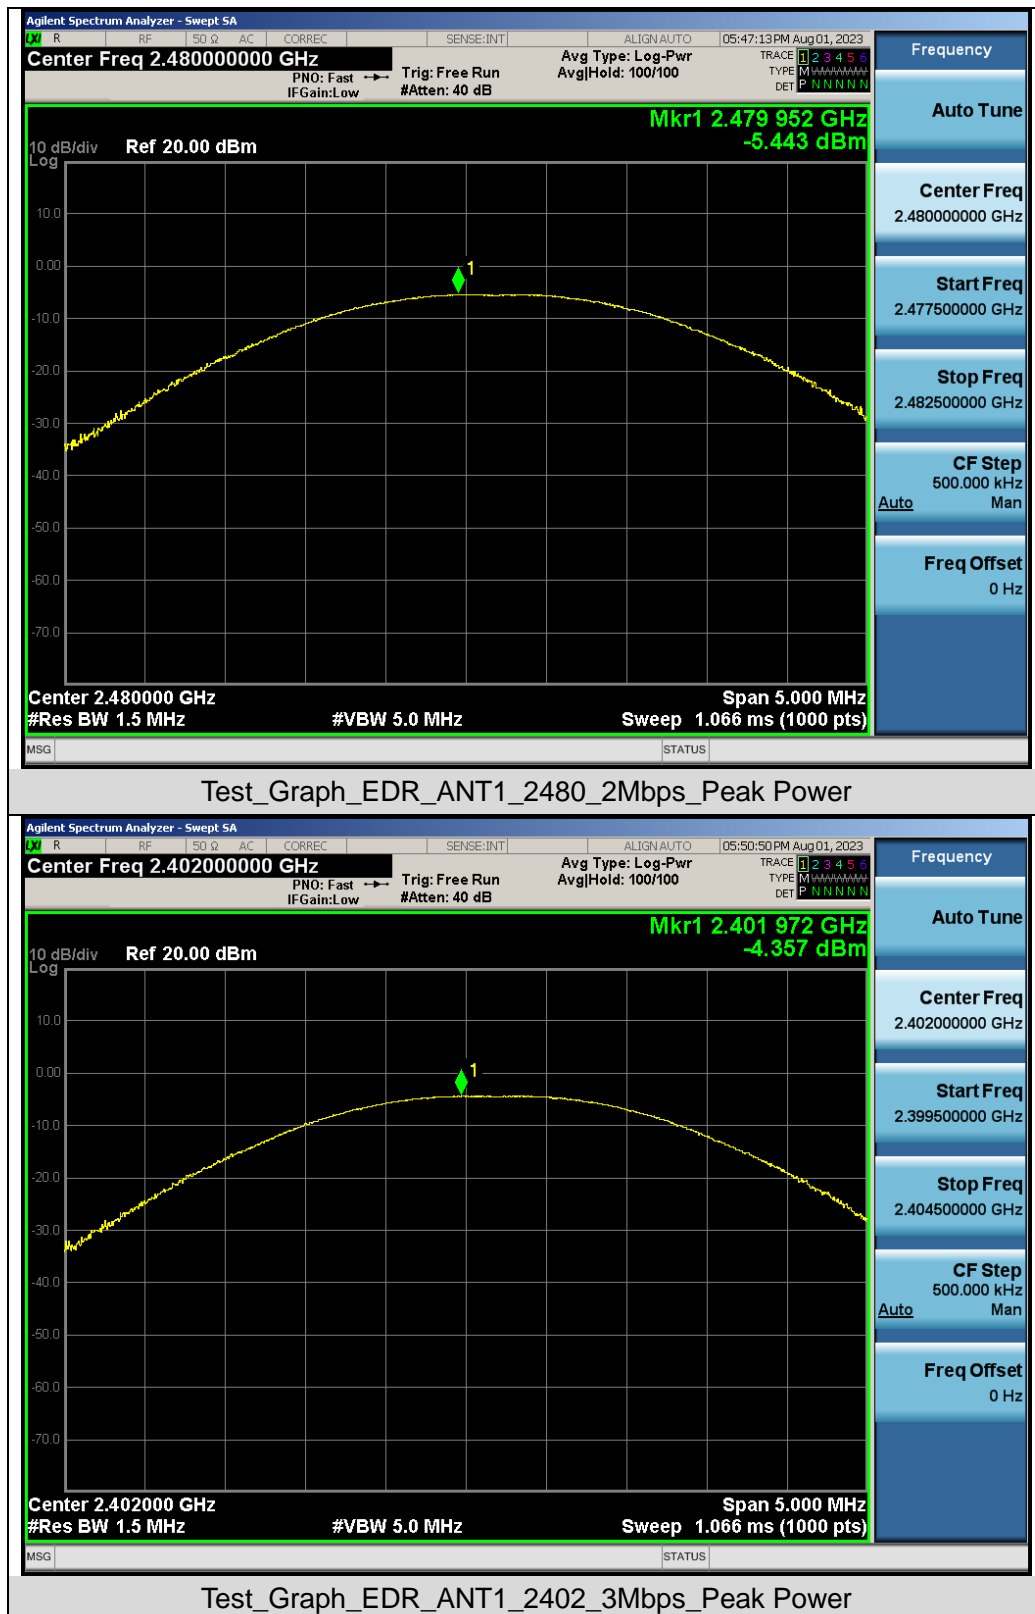 Agilent Spectrum Analyzer - Swept SA
LXI R RF 50 Ω AC CORREC SENSE:INT ALIGN AUTO 05:47:13 PM Aug 01, 2023
Center Freq 2.480000000 GHz
PNO: Fast Trig: Free Run Avg Type: Log-Pwr TRACE 1 2 3 4 5 6
IFGain:Low #Atten: 40 dB Avg|Hold: 100/100 TYPE M WWWWW
DET P N N N N N
Frequency
Mkr1 2.479 952 GHz
-5.443 dBm
10 dB/div Ref 20.00 dBm
Log
10.0
0.00
1
-10.0
-20.0
-30.0
-40.0
-50.0
-60.0
-70.0
Center 2.480000 GHz Span 5.000 MHz
#Res BW 1.5 MHz #VBW 5.0 MHz Sweep 1.066 ms (1000 pts)
Auto Tune
Center Freq
2.480000000 GHz
Start Freq
2.477500000 GHz
Stop Freq
2.482500000 GHz
CF Step
500.000 kHz
Auto Man
Freq Offset
0 Hz
MSG STATUS
Test_Graph_EDR_ANT1_2480_2Mbps_Peak Power
Agilent Spectrum Analyzer - Swept SA
LXI R RF 50 Ω AC CORREC SENSE:INT ALIGN AUTO 05:50:50 PM Aug 01, 2023
Center Freq 2.402000000 GHz
PNO: Fast Trig: Free Run Avg Type: Log-Pwr TRACE 1 2 3 4 5 6
IFGain:Low #Atten: 40 dB Avg|Hold: 100/100 TYPE M WWWWW
DET P N N N N N
Frequency
Mkr1 2.401 972 GHz
-4.357 dBm
10 dB/div Ref 20.00 dBm
Log
10.0
0.00
1
-10.0
-20.0
-30.0
-40.0
-50.0
-60.0
-70.0
Center 2.402000 GHz Span 5.000 MHz
#Res BW 1.5 MHz #VBW 5.0 MHz Sweep 1.066 ms (1000 pts)
Auto Tune
Center Freq
2.402000000 GHz
Start Freq
2.399500000 GHz
Stop Freq
2.404500000 GHz
CF Step
500.000 kHz
Auto Man
Freq Offset
0 Hz
MSG STATUS
Test_Graph_EDR_ANT1_2402_3Mbps_Peak Power